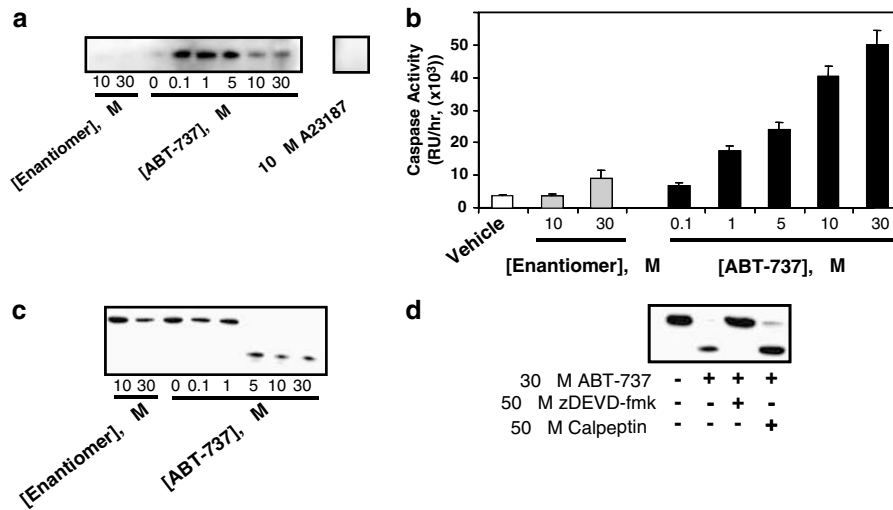 a
10 30 0 0.1 1 5 10 30
[Enantiomer], M
[ABT-737], M
10 M A23187
b
Caspase Activity
(RU/hr, (x10³)
60
50
40
30
20
10
0
Vehicle
10 30 0.1 1 5 10 30
[Enantiomer], M [ABT-737], M
c
10 30 0 0.1 1 5 10 30
[Enantiomer], M
[ABT-737], M
d
30 M ABT-737 - + + +
50 M zDEVD-fmk - - + -
50 M Calpeptin - - - +